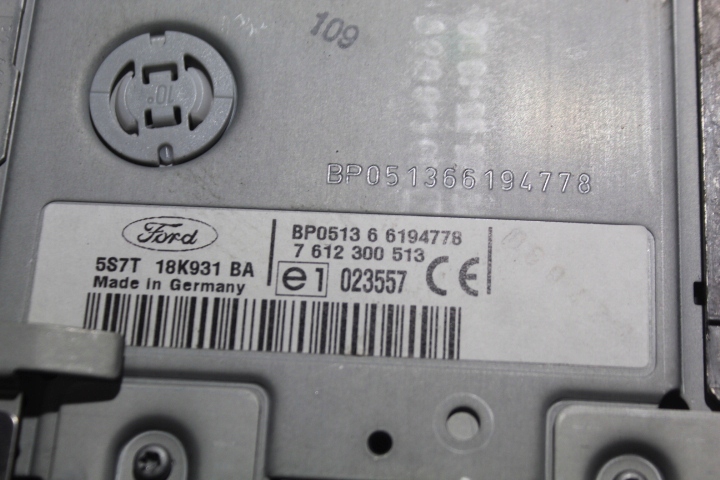 109
10°
BP051366194778
Ford
BP0513 6 6194778
7 612 300 513
5S7T 18K931 BA
Made in Germany
e1 023557 CE